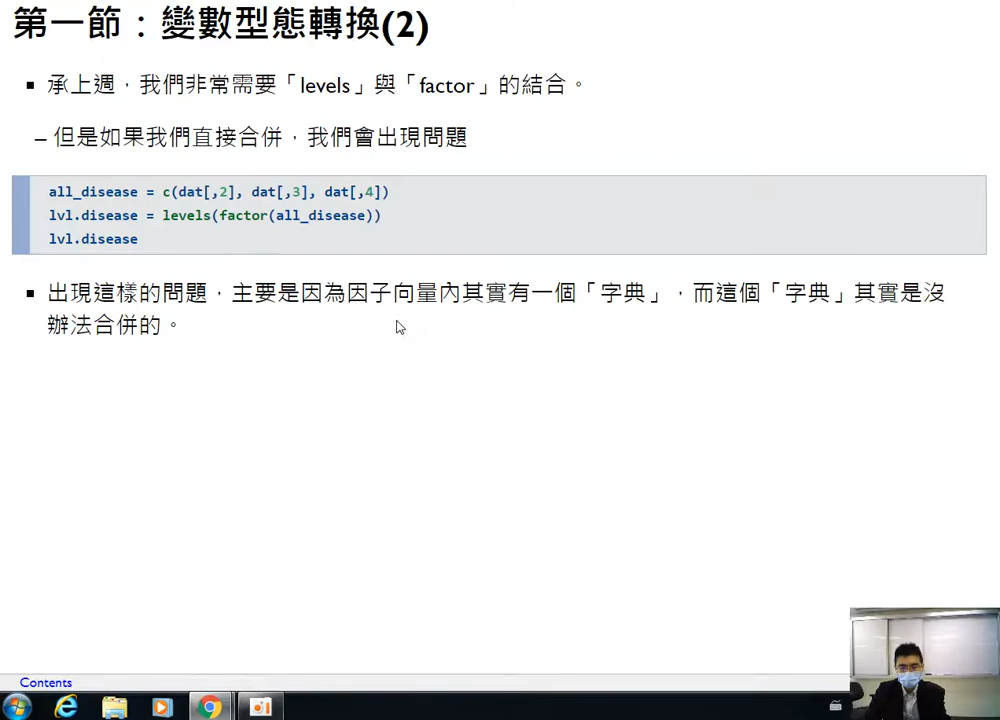 第一節：變數型態轉換(2)
▪ 承上週，我們非常需要「levels」與「factor」的結合。
– 但是如果我們直接合併，我們會出現問題
all_disease = c(dat[,2], dat[,3], dat[,4])
lvl.disease = levels(factor(all_disease))
lvl.disease
▪ 出現這樣的問題，主要是因為因子向量內其實有一個「字典」，而這個「字典」其實是沒
辦法合併的。
Contents